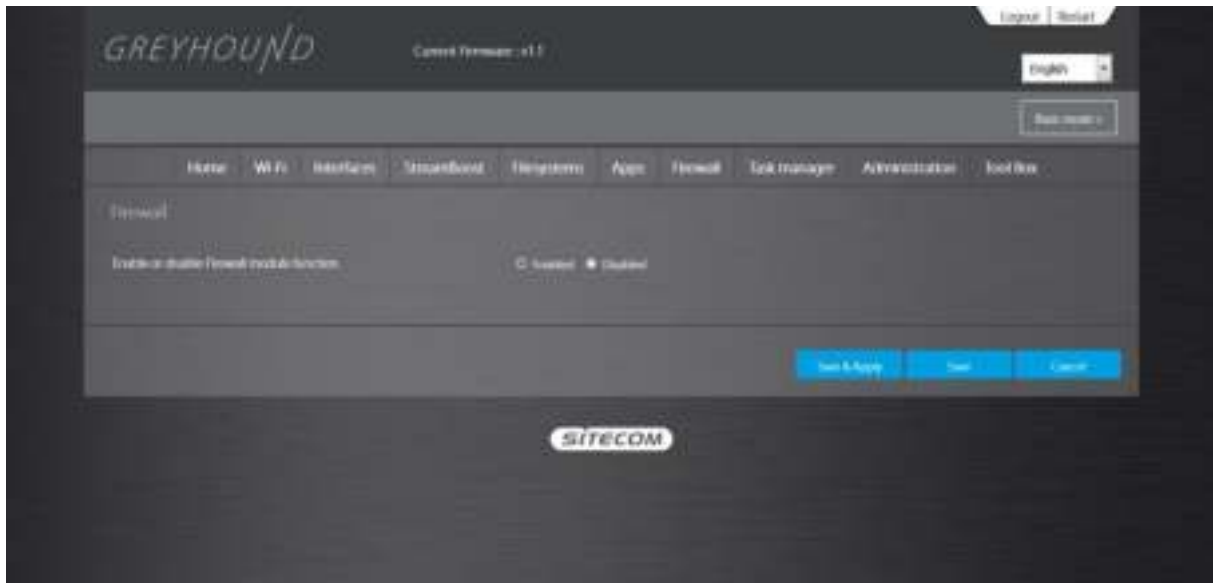 Logout Restart
GREYHOUND
Current Firmware : v1.1
English
Basic mode >
Home Wi-Fi Interfaces StreamBoost Filesystems Apps Firewall Task manager Administration Tool Box
Firewall
Enable or disable Firewall module function.
Enabled Disabled
Save & Apply Save Cancel
SITECOM